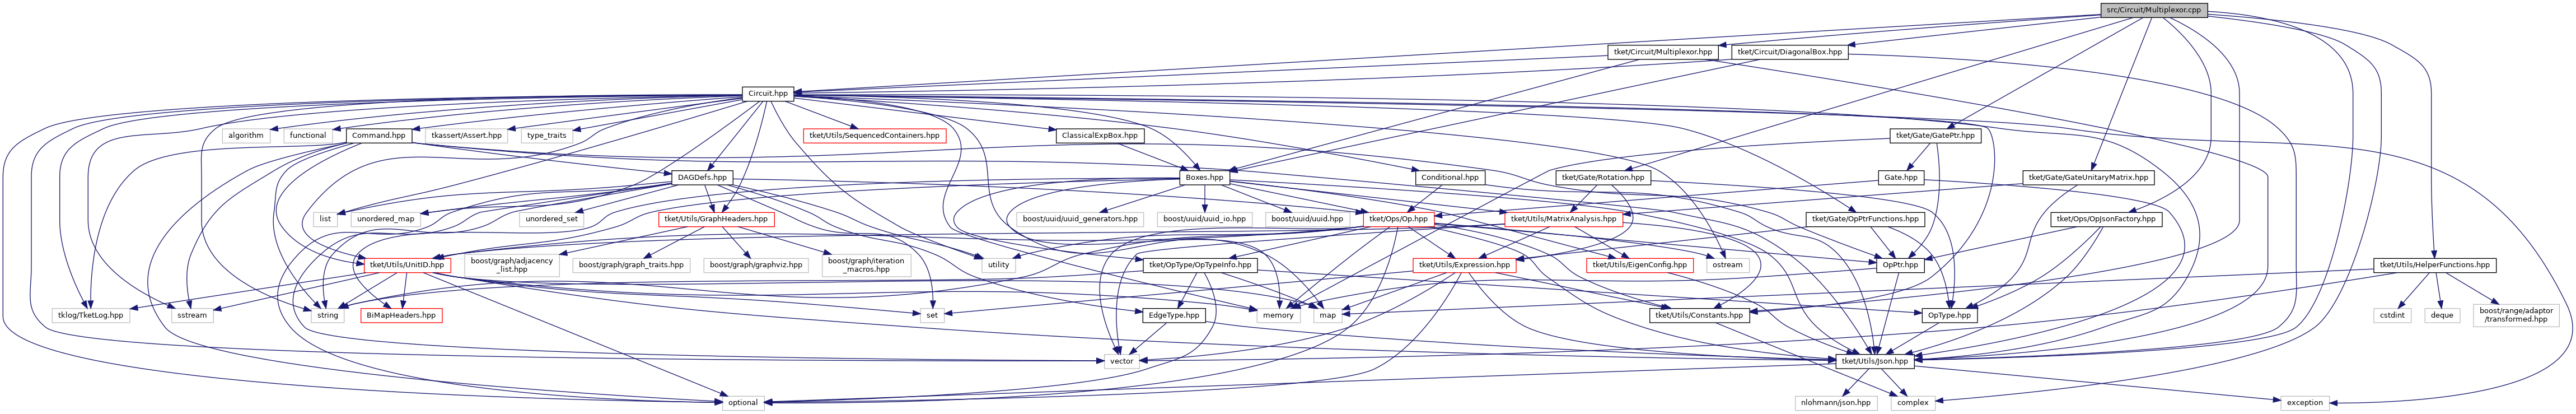 src/Circuit/Multiplexor.cpp
tket/Circuit/Multiplexor.hpp
tket/Circuit/DiagonalBox.hpp
Circuit.hpp
algorithm
functional
Command.hpp
tkassert/Assert.hpp
type_traits
tket/Utils/SequencedContainers.hpp
ClassicalExpBox.hpp
tket/Gate/GatePtr.hpp
DAGDefs.hpp
Boxes.hpp
Conditional.hpp
tket/Gate/Rotation.hpp
Gate.hpp
tket/Gate/GateUnitaryMatrix.hpp
list
unordered_map
unordered_set
tket/Utils/GraphHeaders.hpp
boost/uuid/uuid_generators.hpp
boost/uuid/uuid_io.hpp
boost/uuid/uuid.hpp
tket/Ops/Op.hpp
tket/Utils/MatrixAnalysis.hpp
tket/Gate/OpPtrFunctions.hpp
tket/Ops/OpJsonFactory.hpp
tket/Utils/UnitID.hpp
boost/graph/adjacency
_list.hpp
boost/graph/graph_traits.hpp
boost/graph/graphviz.hpp
boost/graph/iteration
_macros.hpp
utility
tket/OpType/OpTypeInfo.hpp
tket/Utils/Expression.hpp
tket/Utils/EigenConfig.hpp
ostream
OpPtr.hpp
tket/Utils/HelperFunctions.hpp
tklog/TketLog.hpp
sstream
string
BiMapHeaders.hpp
set
EdgeType.hpp
memory
map
tket/Utils/Constants.hpp
OpType.hpp
cstdint
deque
boost/range/adaptor
/transformed.hpp
vector
tket/Utils/Json.hpp
optional
nlohmann/json.hpp
complex
exception